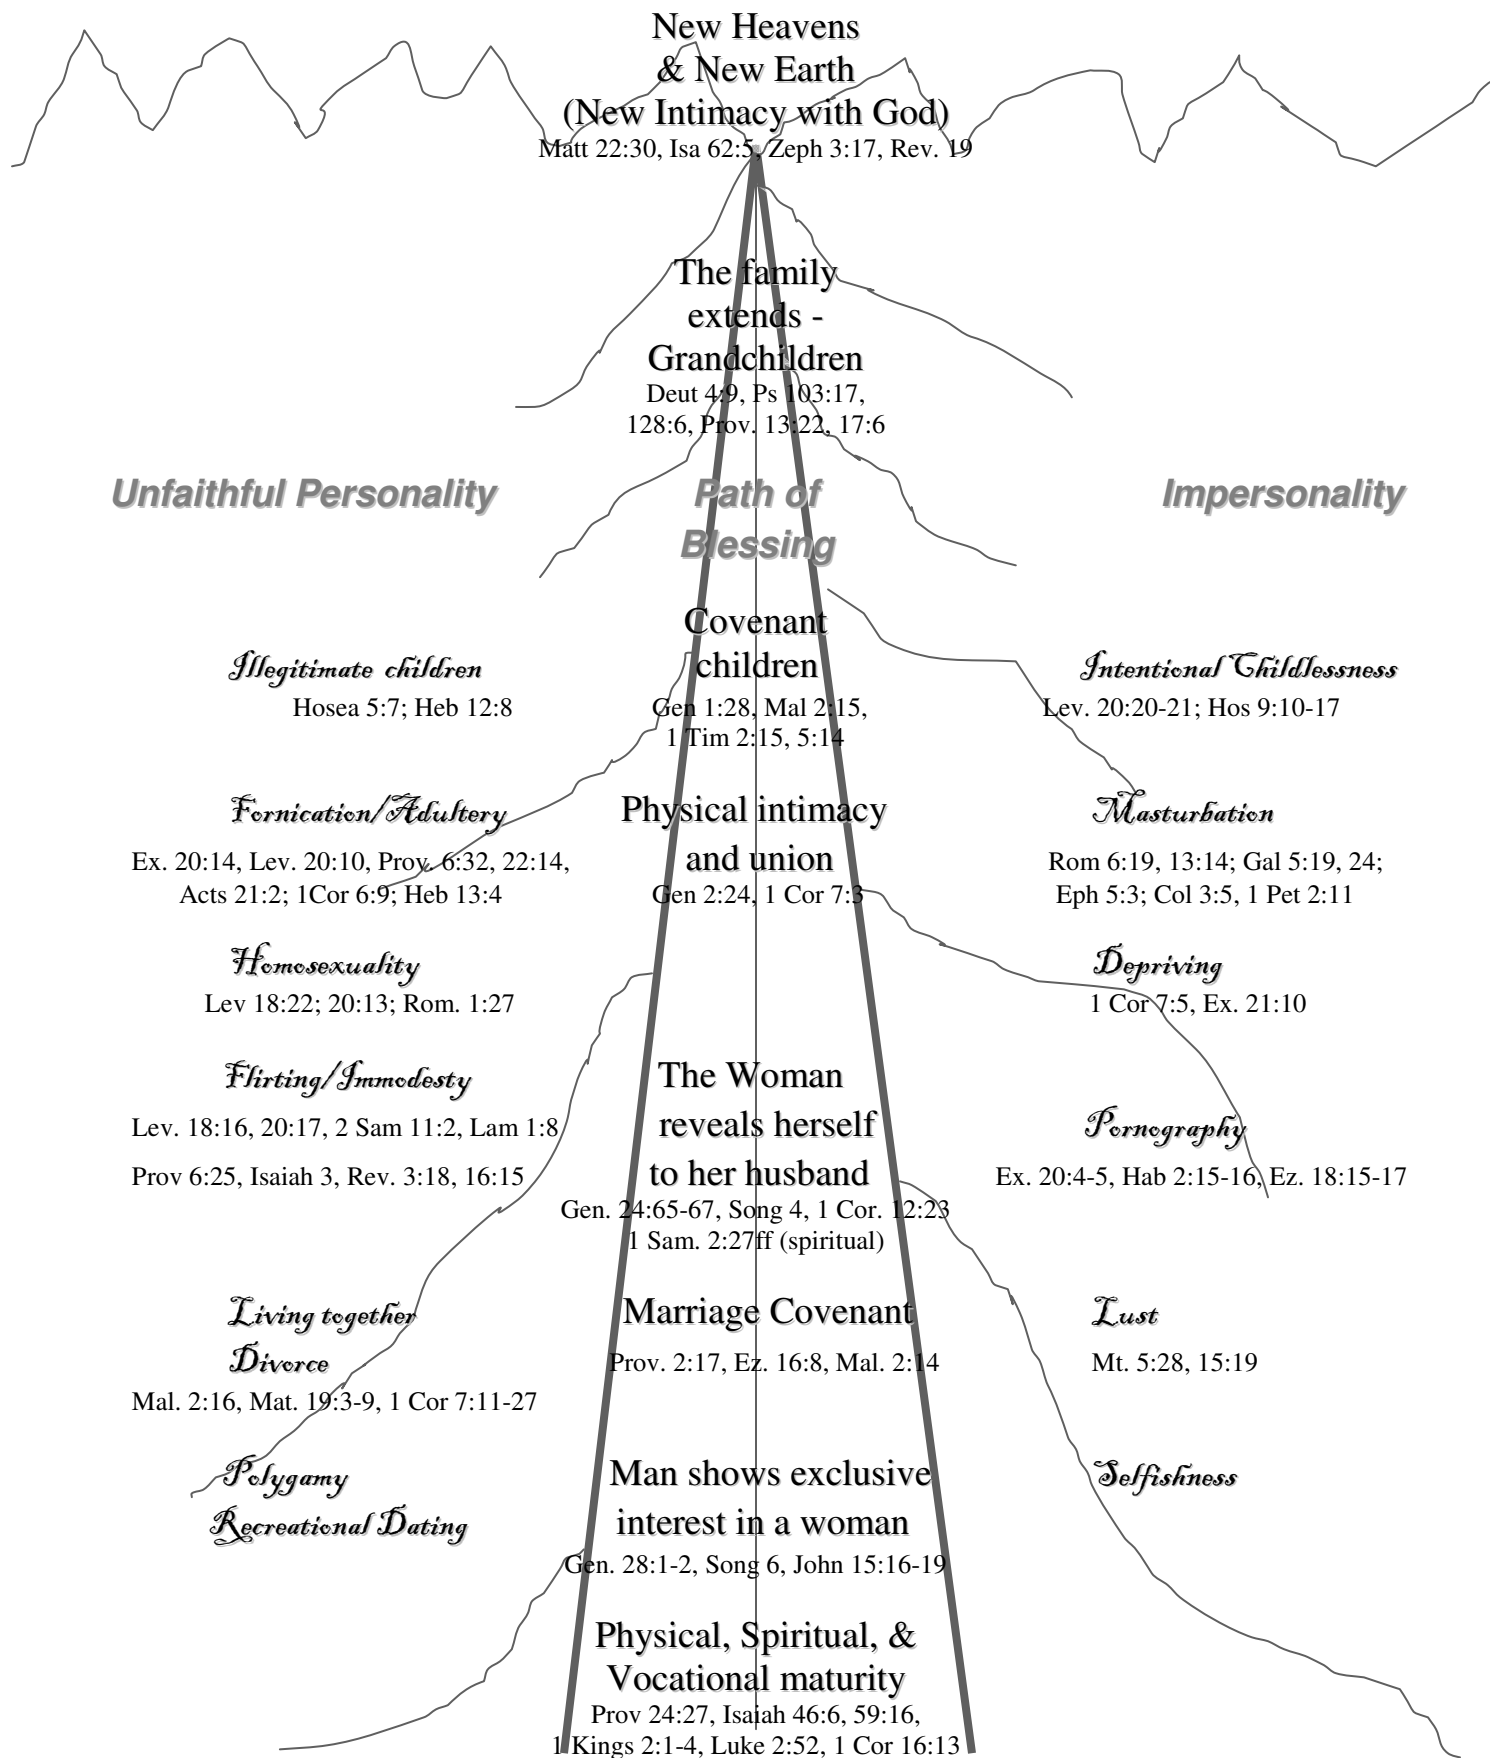 New Heavens
& New Earth
(New Intimacy with God)
Matt 22:30, Isa 62:5, Zeph 3:17, Rev. 19
The family
extends -
Grandchildren
Deut 4:9, Ps 103:17,
128:6, Prov. 13:22, 17:6
Unfaithful Personality
Path of
Blessing
Impersonality
Illegitimate children
Hosea 5:7; Heb 12:8
Covenant
children
Gen 1:28, Mal 2:15,
1 Tim 2:15, 5:14
Intentional Childlessness
Lev. 20:20-21; Hos 9:10-17
Fornication/Adultery
Ex. 20:14, Lev. 20:10, Prov. 6:32, 22:14,
Acts 21:2; 1Cor 6:9; Heb 13:4
Physical intimacy
and union
Gen 2:24, 1 Cor 7:3
Masturbation
Rom 6:19, 13:14; Gal 5:19, 24;
Eph 5:3; Col 3:5, 1 Pet 2:11
Homosexuality
Lev 18:22; 20:13; Rom. 1:27
Depriving
1 Cor 7:5, Ex. 21:10
Flirting/Immodesty
Lev. 18:16, 20:17, 2 Sam 11:2, Lam 1:8
Prov 6:25, Isaiah 3, Rev. 3:18, 16:15
The Woman
reveals herself
to her husband
Gen. 24:65-67, Song 4, 1 Cor. 12:23
1 Sam. 2:27ff (spiritual)
Pornography
Ex. 20:4-5, Hab 2:15-16, Ez. 18:15-17
Living together
Divorce
Mal. 2:16, Mat. 19:3-9, 1 Cor 7:11-27
Marriage Covenant
Prov. 2:17, Ez. 16:8, Mal. 2:14
Lust
Mt. 5:28, 15:19
Polygamy
Recreational Dating
Man shows exclusive
interest in a woman
Gen. 28:1-2, Song 6, John 15:16-19
Selfishness
Physical, Spiritual, &
Vocational maturity
Prov 24:27, Isaiah 46:6, 59:16,
1 Kings 2:1-4, Luke 2:52, 1 Cor 16:13